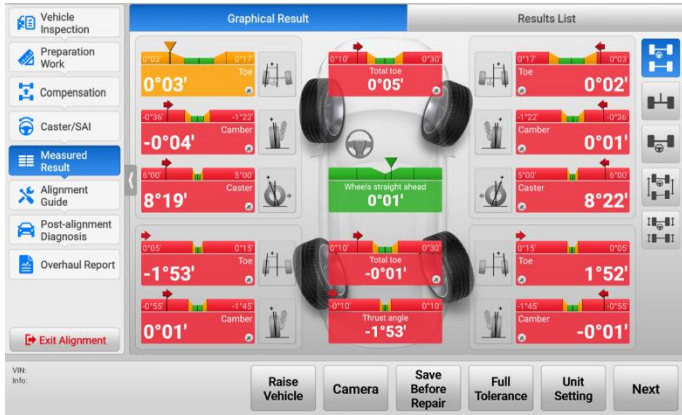 Vehicle
Inspection
Preparation
Work
Compensation
Caster/SAI
Measured
Result
Alignment
Guide
Post-alignment
Diagnosis
Overhaul Report
Exit Alignment
Graphical Result
Results List
0°03' 0°17'
Toe
0°03'
0°10' 0°30'
Total toe
0°05'
0°17' 0°03'
Toe
0°02'
-0°36' -1°22'
Camber
-0°04'
-1°22' -0°36'
Camber
0°01'
6°00' 5°00'
Caster
8°19'
Wheels straight ahead
0°01'
5°00' 6°00'
Caster
8°22'
0°05' 0°15'
Toe
-1°53'
0°10' 0°30'
Total toe
-0°01'
0°15' 0°05'
Toe
1°52'
-0°55' -1°45'
Camber
0°01'
-0°10' 0°10'
Thrust angle
-1°53'
-1°45' -0°55'
Camber
-0°01'
VIN:
Info:
Raise
Vehicle
Camera
Save
Before
Repair
Full
Tolerance
Unit
Setting
Next